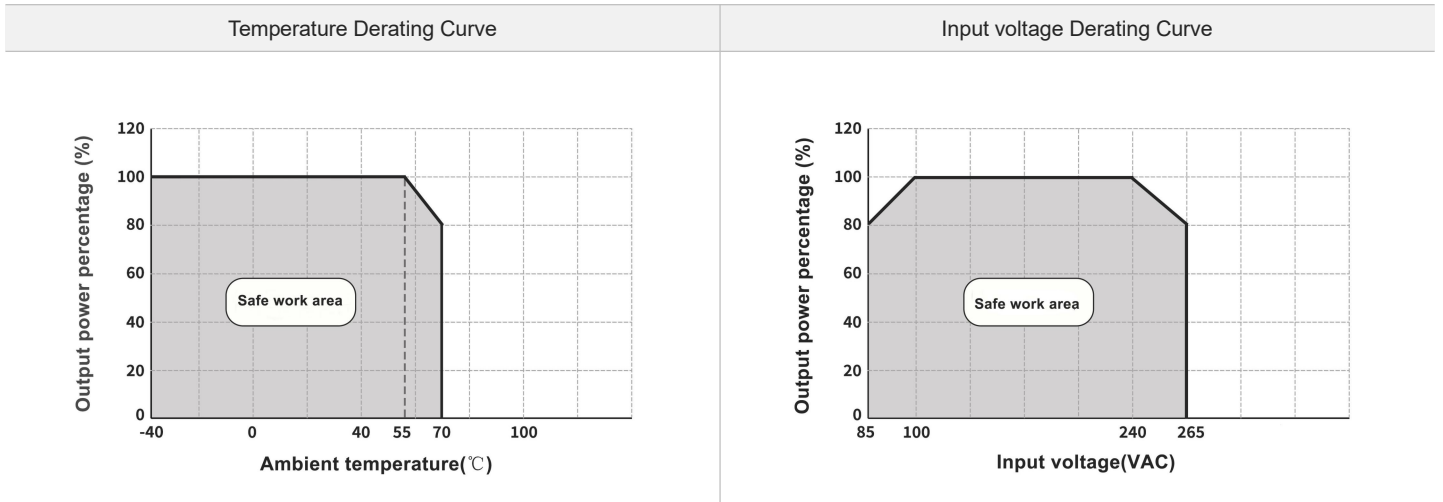 Temperature Derating Curve
Input voltage Derating Curve
Output power percentage (%)
120
100
80
60
40
20
0
Safe work area
-40 0 40 55 70 100
Ambient temperature(℃)
Output power percentage (%)
120
100
80
60
40
20
0
Safe work area
85 100 240 265
Input voltage(VAC)